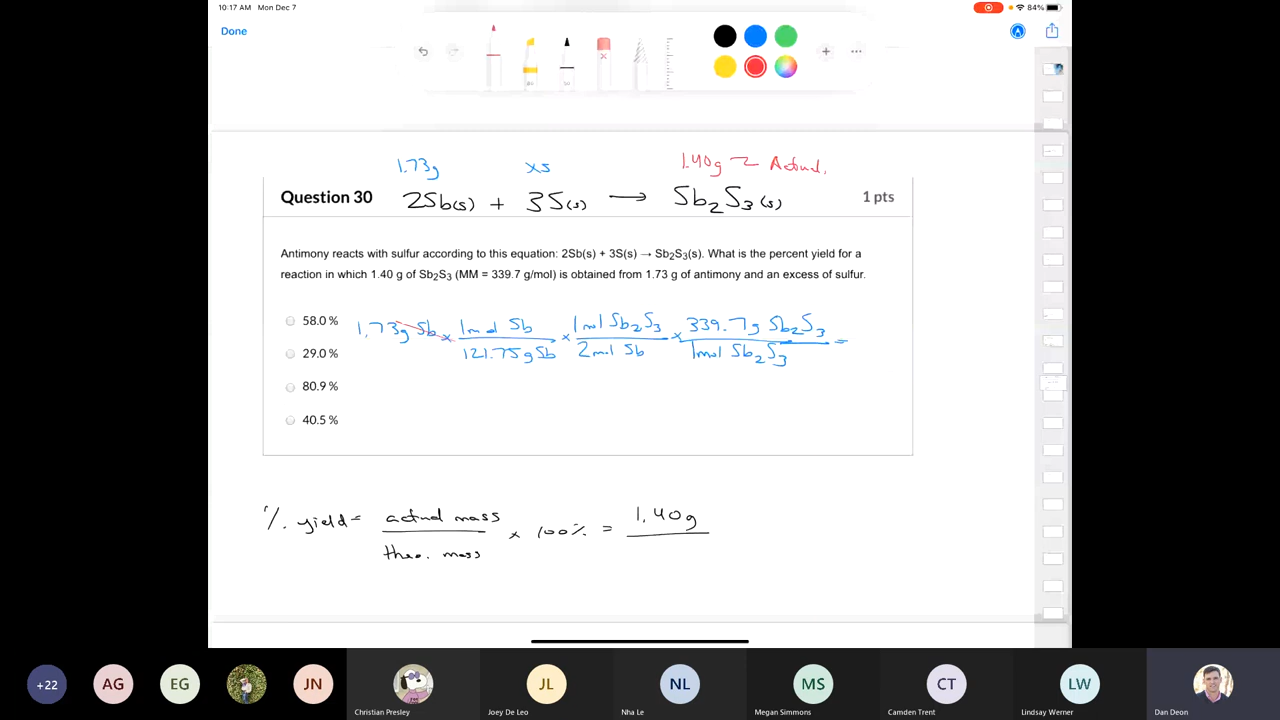 10:17 AM Mon Dec 7
84%
Done
1.73g xs 1.40g ~ Actual.
Question 30 2Sb(s) + 3S(s) → Sb₂S₃(s) 1 pts
Antimony reacts with sulfur according to this equation: 2Sb(s) + 3S(s) → Sb₂S₃(s). What is the percent yield for a
reaction in which 1.40 g of Sb₂S₃ (MM = 339.7 g/mol) is obtained from 1.73 g of antimony and an excess of sulfur.
58.0 %
1.73g Sb × 1mol Sb / 121.75g Sb × 1mol Sb₂S₃ / 2mol Sb × 339.7g Sb₂S₃ / 1mol Sb₂S₃ =
29.0 %
80.9 %
40.5 %
% yield = actual mass / theo. mass × 100% = 1.40g
+22 AG EG JN JL NL MS CT LW
Christian Presley Joey De Leo Nha Le Megan Simmons Camden Trent Lindsay Werner Dan Deon